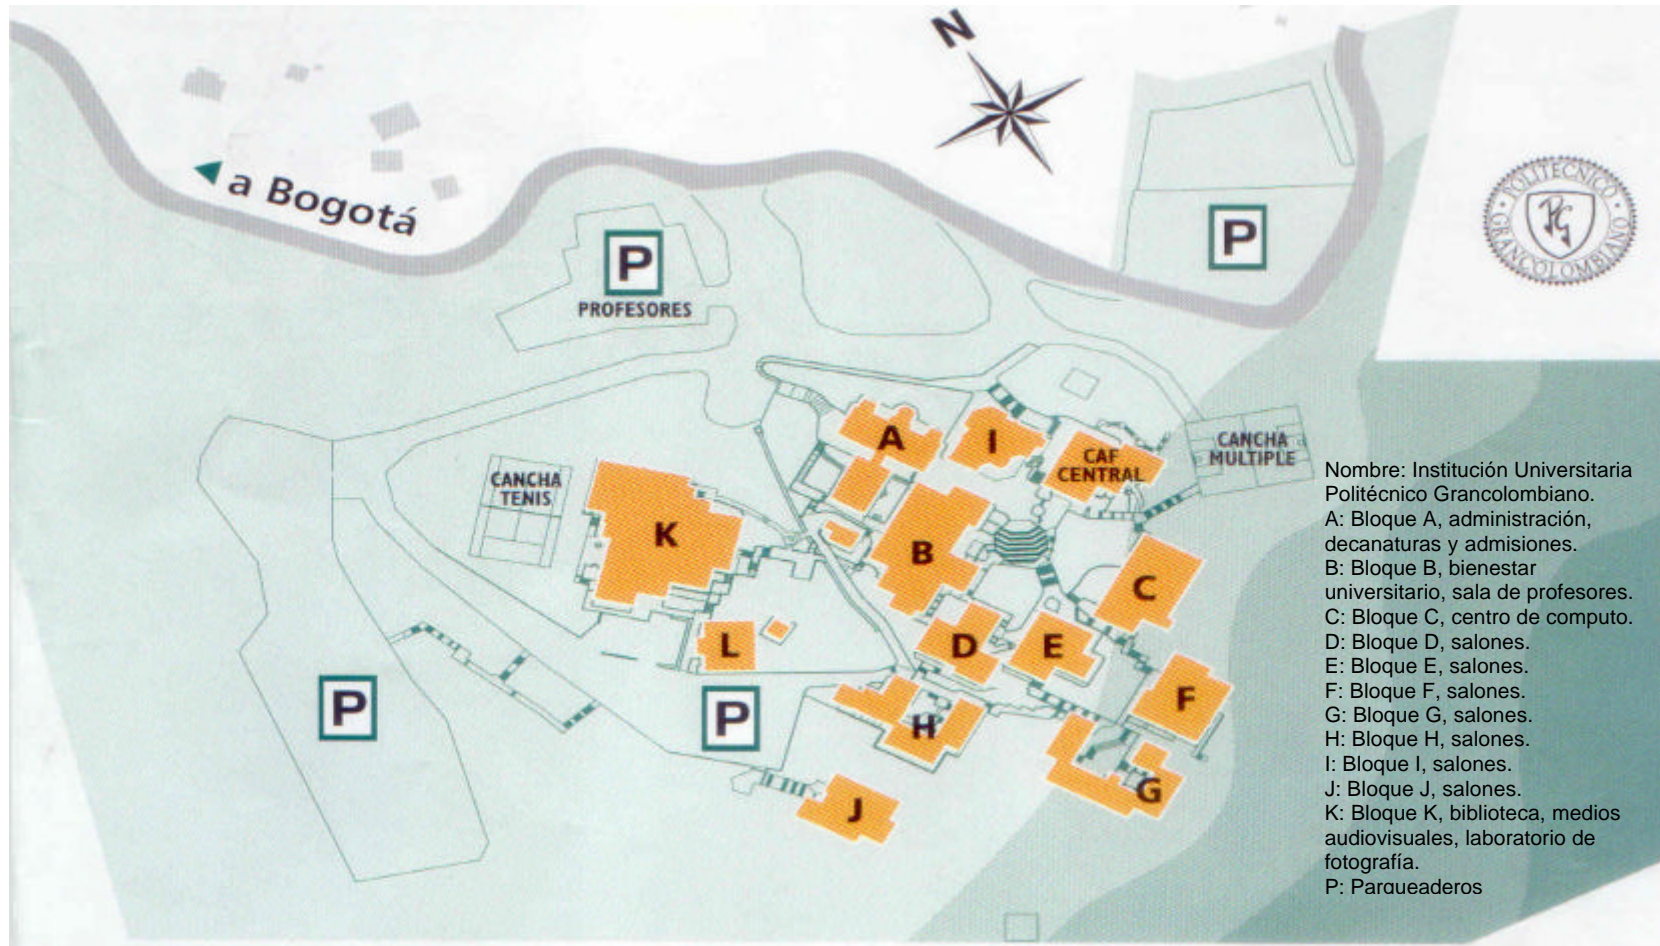 N
a Bogotá
P
PROFESORES
P
POLITECNICO GRANCOLOMBIANO
PG
A
I
CAF
CENTRAL
CANCHA
MULTIPLE
CANCHA
TENIS
K
B
C
L
D
E
F
P
P
H
G
J
Nombre: Institución Universitaria
Politécnico Grancolombiano.
A: Bloque A, administración,
decanaturas y admisiones.
B: Bloque B, bienestar
universitario, sala de profesores.
C: Bloque C, centro de computo.
D: Bloque D, salones.
E: Bloque E, salones.
F: Bloque F, salones.
G: Bloque G, salones.
H: Bloque H, salones.
I: Bloque I, salones.
J: Bloque J, salones.
K: Bloque K, biblioteca, medios
audiovisuales, laboratorio de
fotografía.
P: Parqueaderos